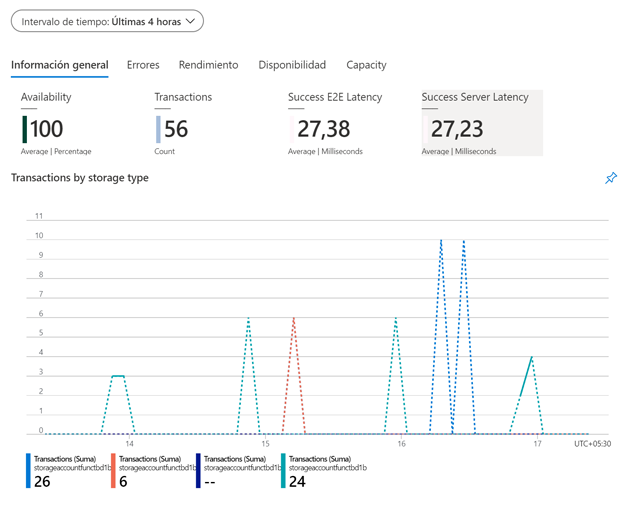 Intervalo de tiempo: Últimas 4 horas
Información general Errores Rendimiento Disponibilidad Capacity
Availability Transactions Success E2E Latency Success Server Latency
100 56 27,38 27,23
Average | Percentage Count Average | Milliseconds Average | Milliseconds
Transactions by storage type
11
10
9
8
7
6
5
4
3
2
1
0
14 15 16 17 UTC+05:30
Transactions (Suma) Transactions (Suma) Transactions (Suma) Transactions (Suma)
storageaccountfunctbd1b storageaccountfunctbd1b storageaccountfunctbd1b storageaccountfunctbd1b
26 6 -- 24